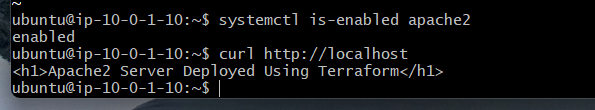 ~
ubuntu@ip-10-0-1-10:~$ systemctl is-enabled apache2
enabled
ubuntu@ip-10-0-1-10:~$ curl http://localhost
<h1>Apache2 Server Deployed Using Terraform</h1>
ubuntu@ip-10-0-1-10:~$